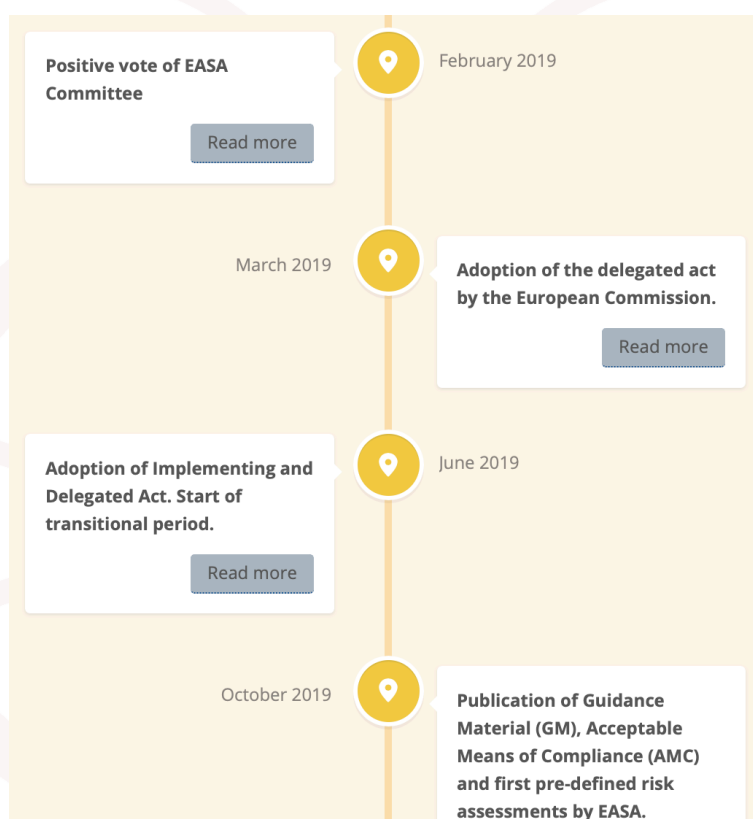 Positive vote of EASA
Committee
Read more
February 2019
March 2019
Adoption of the delegated act
by the European Commission.
Read more
Adoption of Implementing and
Delegated Act. Start of
transitional period.
Read more
June 2019
October 2019
Publication of Guidance
Material (GM), Acceptable
Means of Compliance (AMC)
and first pre-defined risk
assessments by EASA.